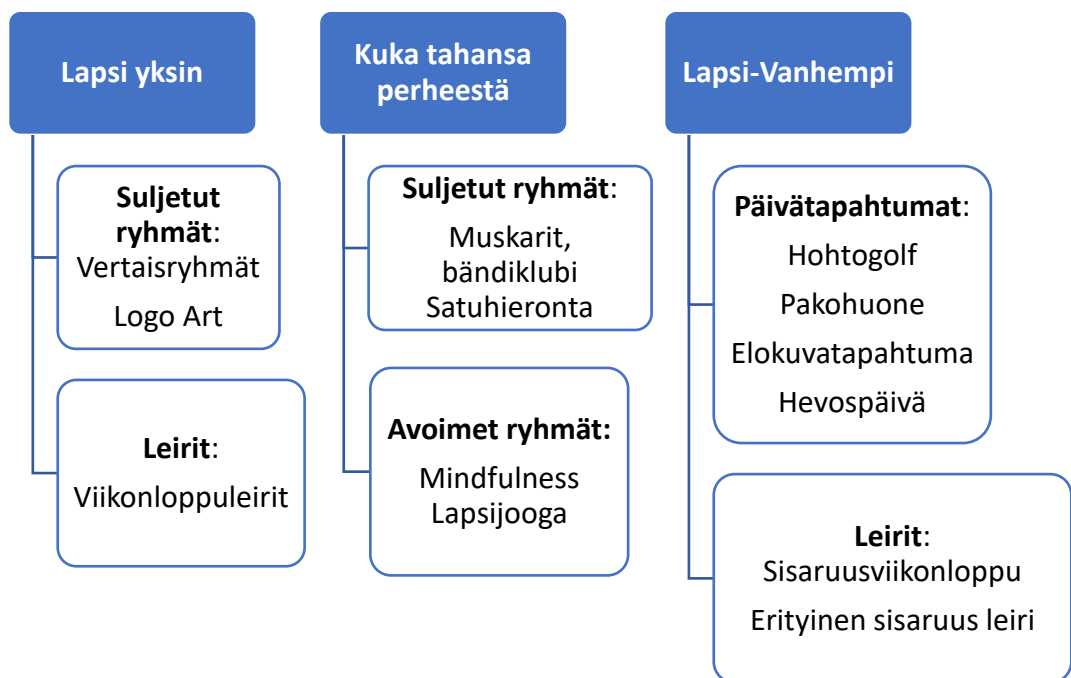 Lapsi yksin
Suljetut
ryhmät:
Vertaisryhmät
Logo Art
Leirit:
Viikonloppuleirit
Kuka tahansa
perheestä
Suljetut ryhmät:
Muskarit,
bändiklubi
Satuhieronta
Avoimet ryhmät:
Mindfulness
Lapsijooga
Lapsi-Vanhempi
Päivätapahtumat:
Hohtogolf
Pakohuone
Elokuvatapahtuma
Hevospäivä
Leirit:
Sisaruusviikonloppu
Erityinen sisaruus leiri